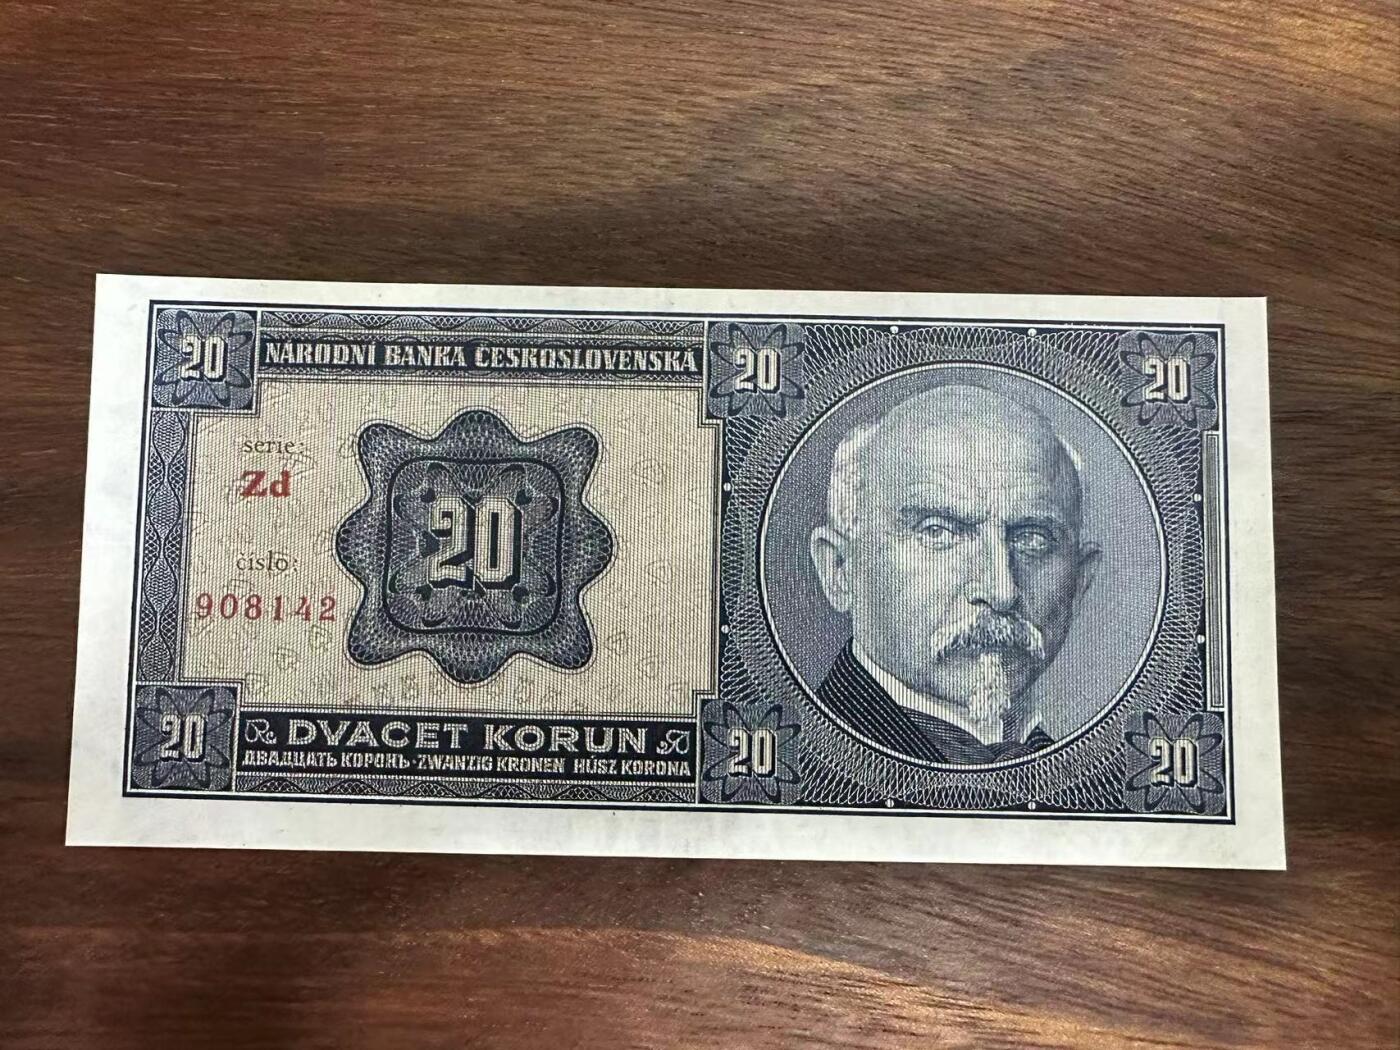 20
NÁRODNÍ BANKA ČESKOSLOVENSKÁ
20
20
serie:
Zd
číslo:
908142
20
20
DVACET KORUN
ДВАДЦАТЬ КОРОНЬ · ZWANZIG KRONEN HÚSZ KORONA
20
20